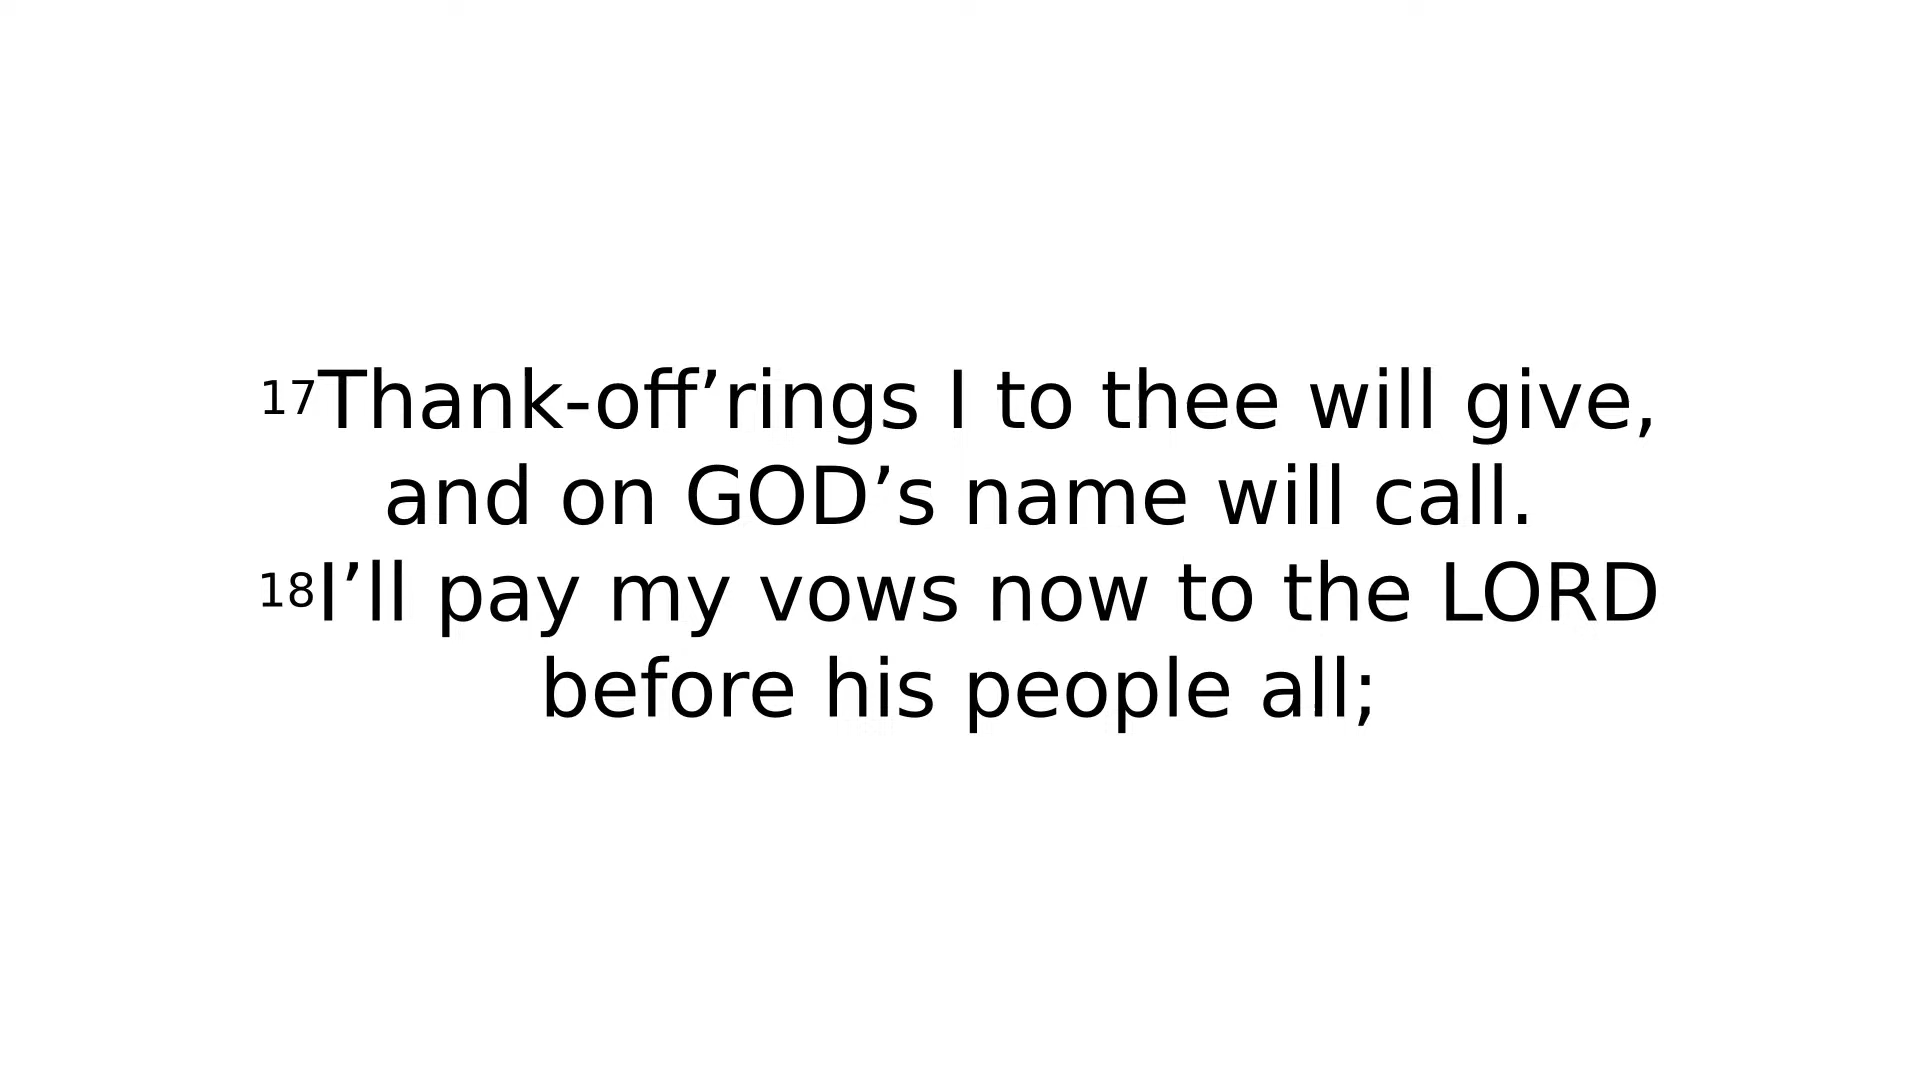 17Thank-off’rings I to thee will give,
and on GOD’s name will call.
18I’ll pay my vows now to the LORD
before his people all;